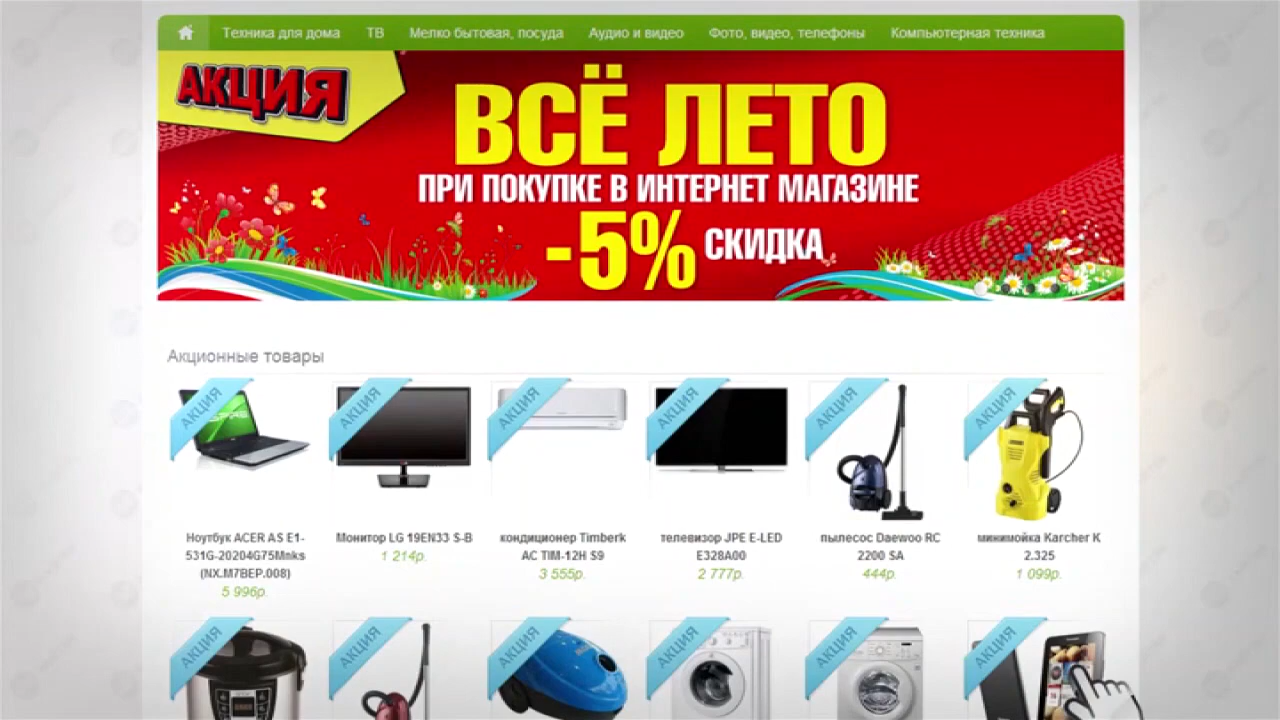 Техника для дома ТВ Мелко бытовая, посуда Аудио и видео Фото, видео, телефоны Компьютерная техника
АКЦИЯ
ВСЁ ЛЕТО
ПРИ ПОКУПКЕ В ИНТЕРНЕТ МАГАЗИНЕ
-5% СКИДКА
Акционные товары
АКЦИЯ АКЦИЯ АКЦИЯ АКЦИЯ АКЦИЯ АКЦИЯ
Ноутбук ACER AS E1-
531G-20204G75Mnks
(NX.M7BEP.008)
5 996р.
Монитор LG 19EN33 S-B
1 214р.
кондиционер Timberk
AC TIM-12H S9
3 555р.
телевизор JPE E-LED
E328A00
2 777р.
пылесос Daewoo RC
2200 SA
444р.
минимойка Karcher K
2.325
1 099р.
АКЦИЯ АКЦИЯ АКЦИЯ АКЦИЯ АКЦИЯ АКЦИЯ